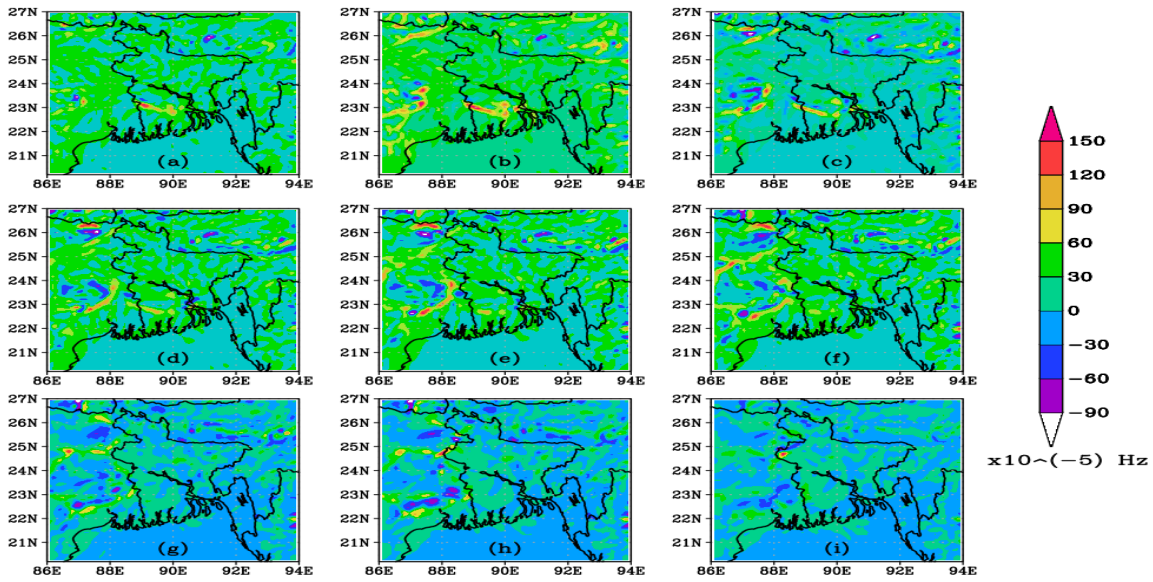 27N 27N 27N
26N 26N 26N
25N 25N 25N
24N 24N 24N
23N 23N 23N
22N 22N 22N
21N 21N 21N
(a) (b) (c)
86E 88E 90E 92E 94E 86E 88E 90E 92E 94E 86E 88E 90E 92E 94E
27N 27N 27N
26N 26N 26N
25N 25N 25N
24N 24N 24N
23N 23N 23N
22N 22N 22N
21N 21N 21N
(d) (e) (f)
86E 88E 90E 92E 94E 86E 88E 90E 92E 94E 86E 88E 90E 92E 94E
27N 27N 27N
26N 26N 26N
25N 25N 25N
24N 24N 24N
23N 23N 23N
22N 22N 22N
21N 21N 21N
(g) (h) (i)
86E 88E 90E 92E 94E 86E 88E 90E 92E 94E 86E 88E 90E 92E 94E
150
120
90
60
30
0
−30
−60
−90
x10^(−5) Hz